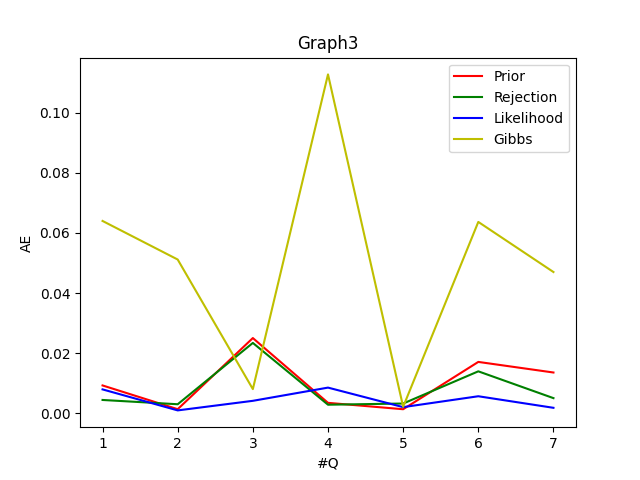 Graph3
Prior
Rejection
Likelihood
Gibbs
0.10
0.08
0.06
0.04
0.02
0.00
AE
1 2 3 4 5 6 7
#Q